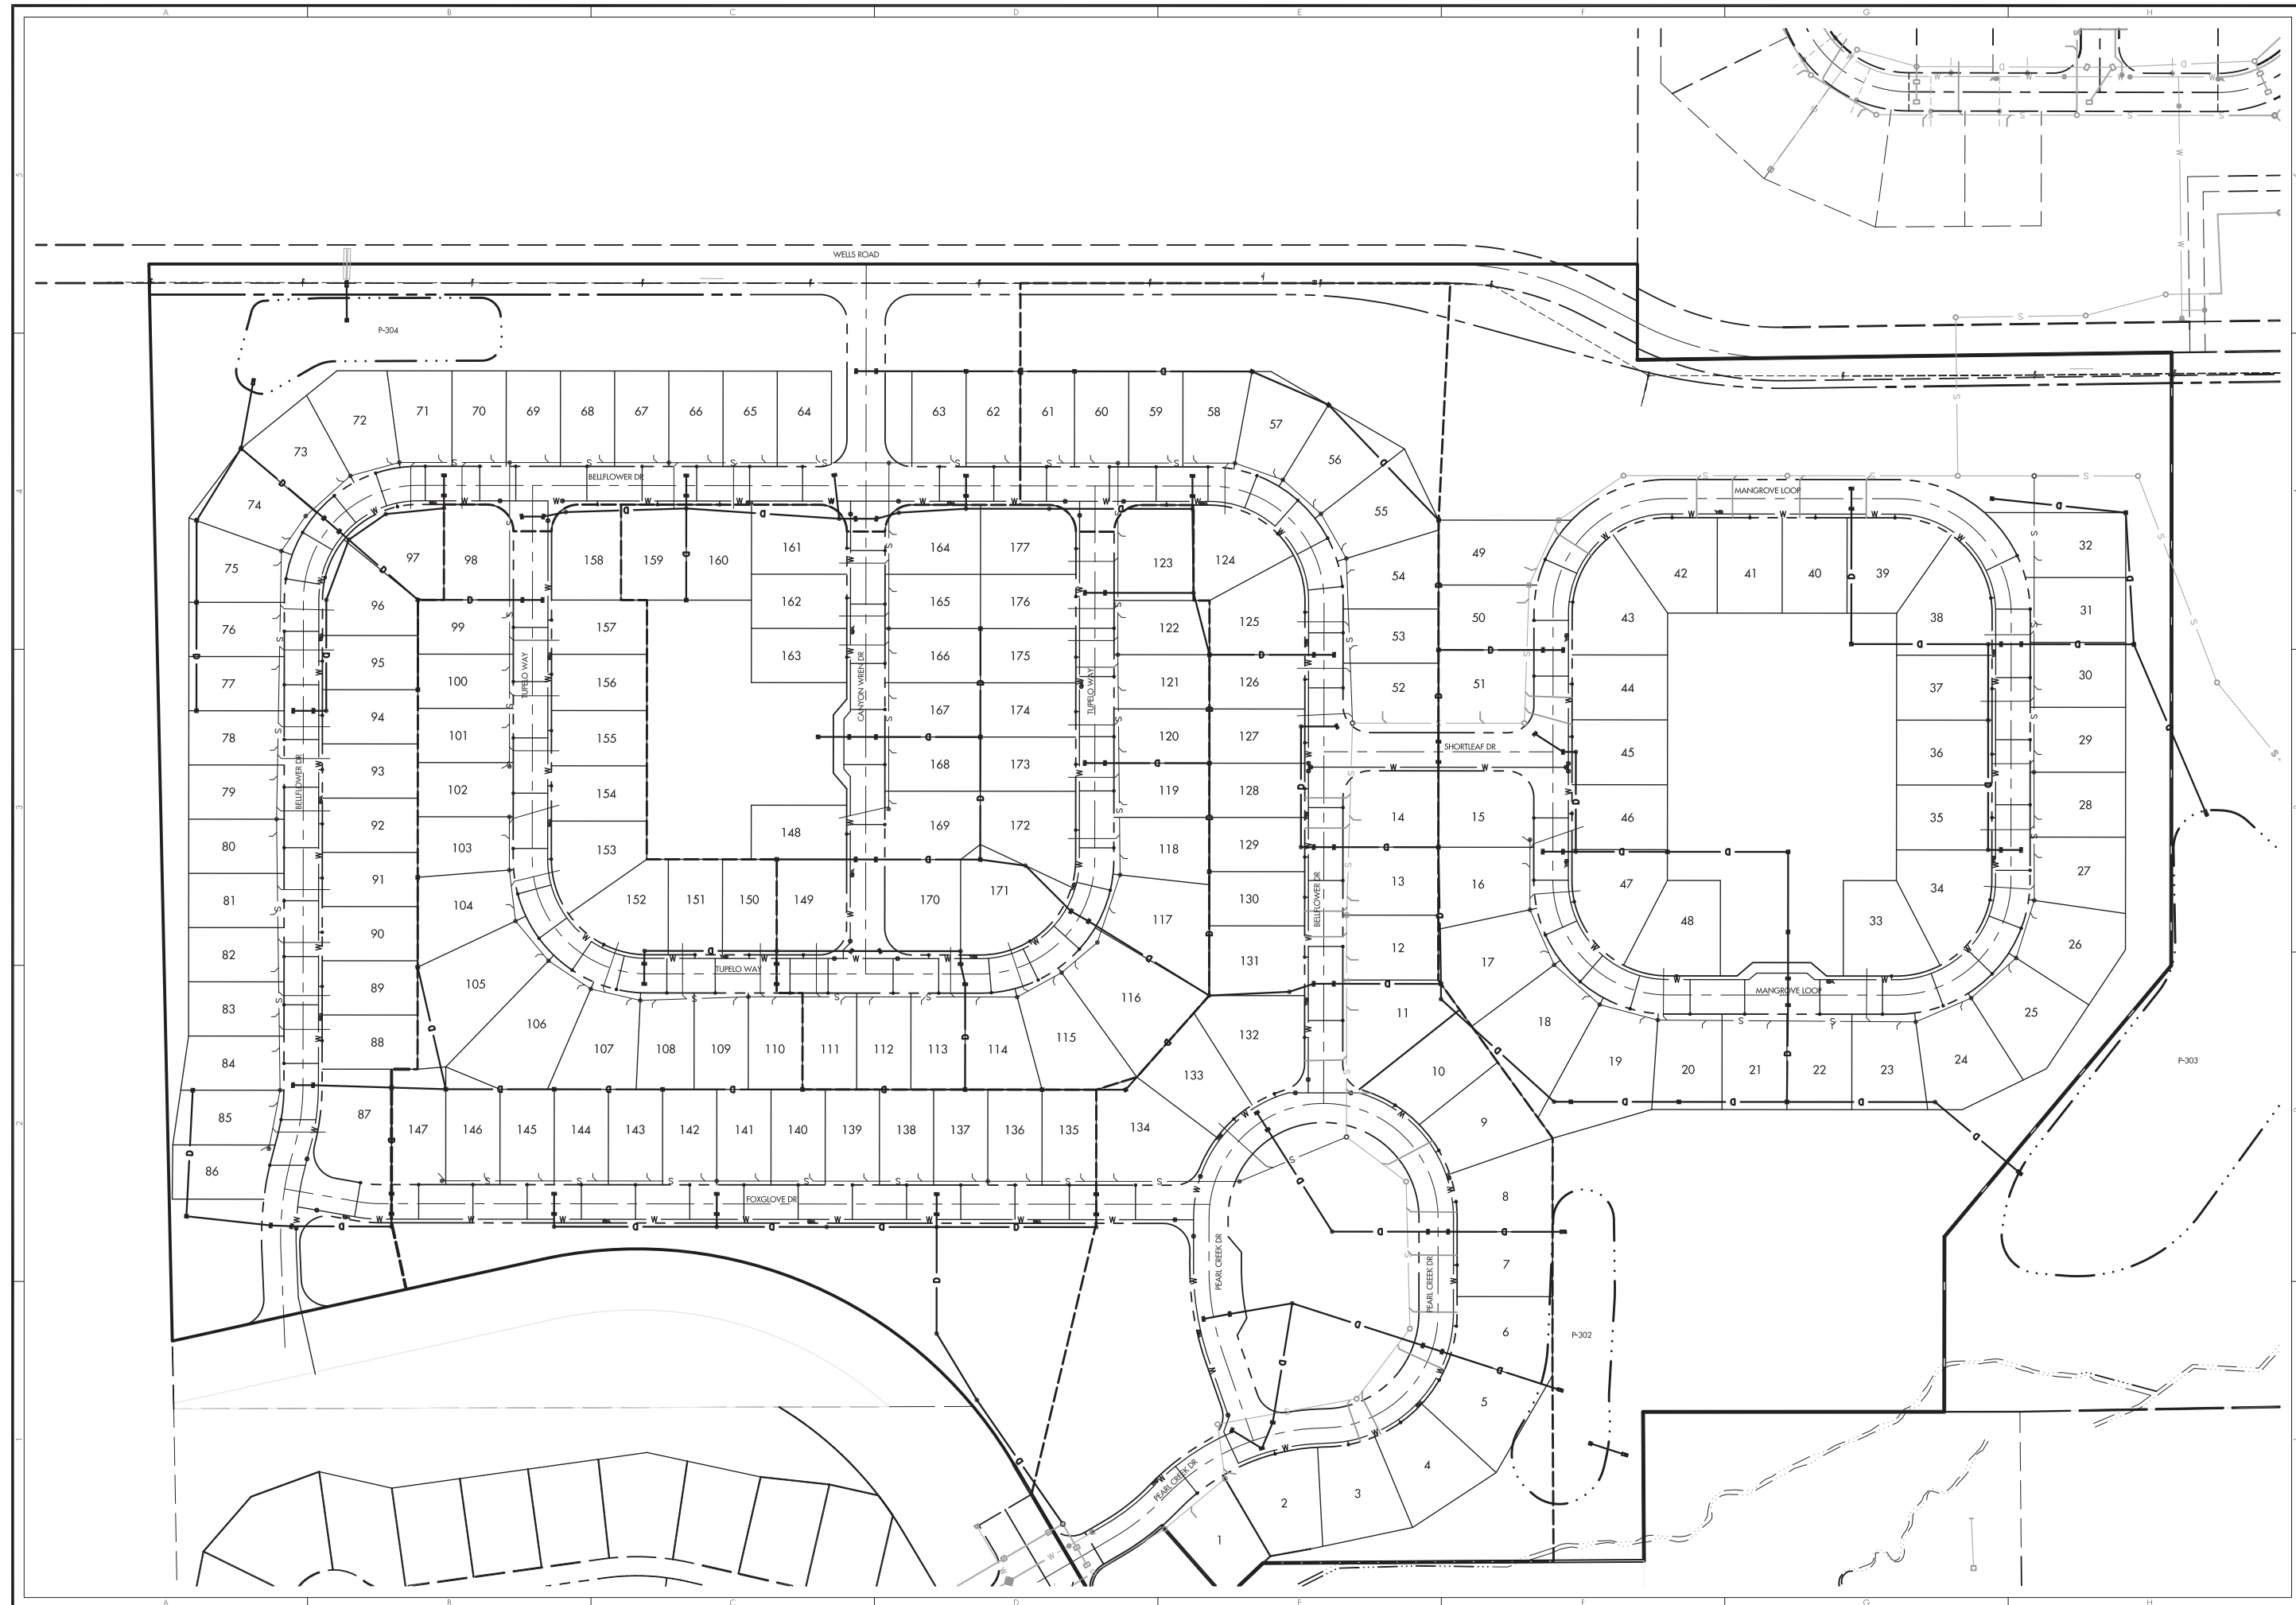 A B C D E F G H
5
WELLS ROAD
P-304
72 71 70 69 68 67 66 65 64 63 62 61 60 59 58 57
73 56
BELLFLOWER DR
MANGROVE LOOP
4
74 55
75 97 98 158 159 160 161 164 177 123 124 54 49 42 41 40 39 32
76 96 99 157 162 165 176 122 125 53 50 43 38 31
77 95 100 156 163 166 175 121 126 52 51 44 37 30
TUPELO WAY
CANYON WREN DR
TUPELO WAY
78 94 101 155 167 174 120 127 45 36 29
SHORTLEAF DR
BELLFLOWER DR
79 93 102 154 168 173 119 128 28
3
80 92 103 153 148 169 172 118 129 14 15 46 35 27
81 91 104 152 151 150 149 170 171 117 130 13 16 47 34
BELLFLOWER DR
82 90 131 12 17 48 33 26
TUPELO WAY
MANGROVE LOOP
83 89 105 106 116 132 11 18 25
84 88 107 108 109 110 111 112 113 114 115 133 10 19 20 21 22 23 24
P-303
2
85 87 147 146 145 144 143 142 141 140 139 138 137 136 135 134 9
86 8
FOXGLOVE DR
PEARL CREEK DR
PEARL CREEK DR
7
6
P-302
5
1
4
3
2
PEARL CREEK DR
1
A B C D E F G H